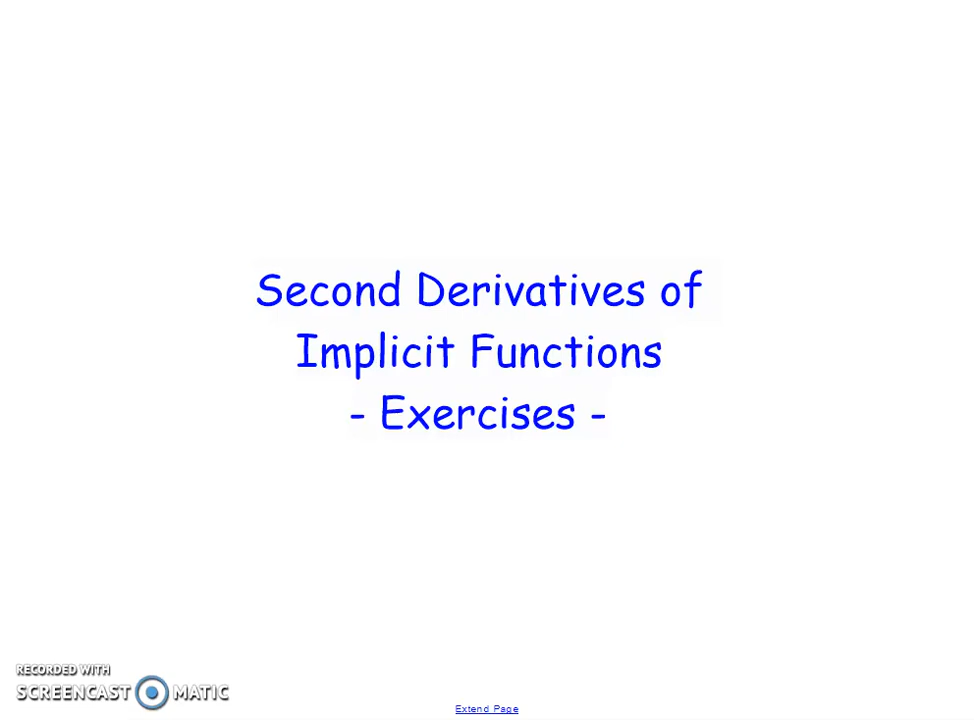 Second Derivatives of
Implicit Functions
- Exercises -
RECORDED WITH
SCREENCAST MATIC
Extend Page